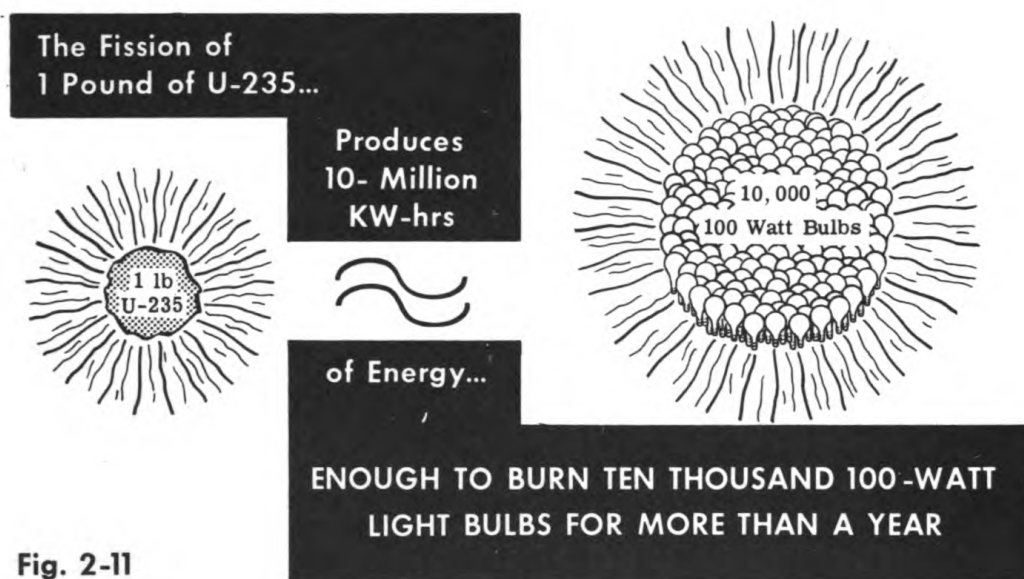 The Fission of
1 Pound of U-235...
Produces
10- Million
KW-hrs
1 lb
U-235
of Energy...
10,000
100 Watt Bulbs
ENOUGH TO BURN TEN THOUSAND 100-WATT
LIGHT BULBS FOR MORE THAN A YEAR
Fig. 2-11